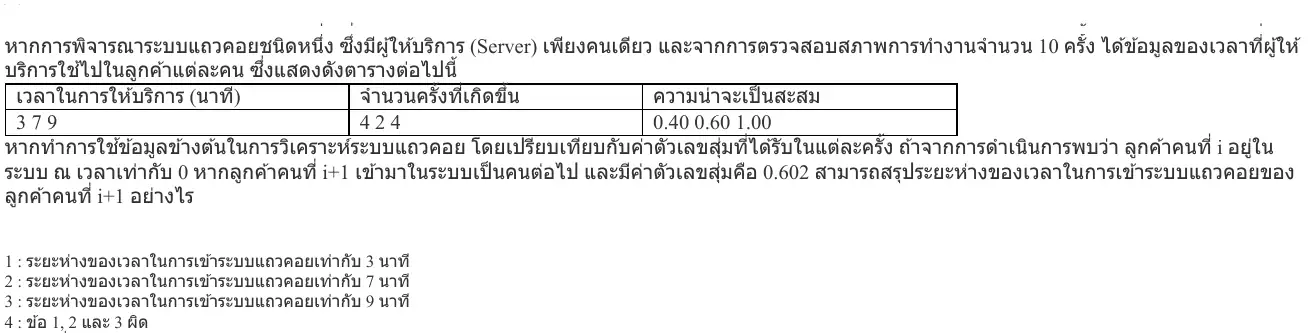 หากการพิจารณาระบบแถวคอยชนิดหนึ่ง ซึ่งมีผู้ให้บริการ (Server) เพียงคนเดียว และจากการตรวจสอบสภาพการทำงานจำนวน 10 ครั้ง ได้ข้อมูลของเวลาที่ผู้ให้
บริการใช้ไปในลูกค้าแต่ละคน ซึ่งแสดงดังตารางต่อไปนี้
เวลาในการให้บริการ (นาที) จำนวนครั้งที่เกิดขึ้น ความน่าจะเป็นสะสม
3 7 9 4 2 4 0.40 0.60 1.00
หากทำการใช้ข้อมูลข้างต้นในการวิเคราะห์ระบบแถวคอย โดยเปรียบเทียบกับค่าตัวเลขสุ่มที่ได้รับในแต่ละครั้ง ถ้าจากการดำเนินการพบว่า ลูกค้าคนที่ i อยู่ใน
ระบบ ณ เวลาเท่ากับ 0 หากลูกค้าคนที่ i+1 เข้ามาในระบบเป็นคนต่อไป และมีค่าตัวเลขสุ่มคือ 0.602 สามารถสรุประยะห่างของเวลาในการเข้าระบบแถวคอยของ
ลูกค้าคนที่ i+1 อย่างไร
1 : ระยะห่างของเวลาในการเข้าระบบแถวคอยเท่ากับ 3 นาที
2 : ระยะห่างของเวลาในการเข้าระบบแถวคอยเท่ากับ 7 นาที
3 : ระยะห่างของเวลาในการเข้าระบบแถวคอยเท่ากับ 9 นาที
4 : ข้อ 1, 2 และ 3 ผิด